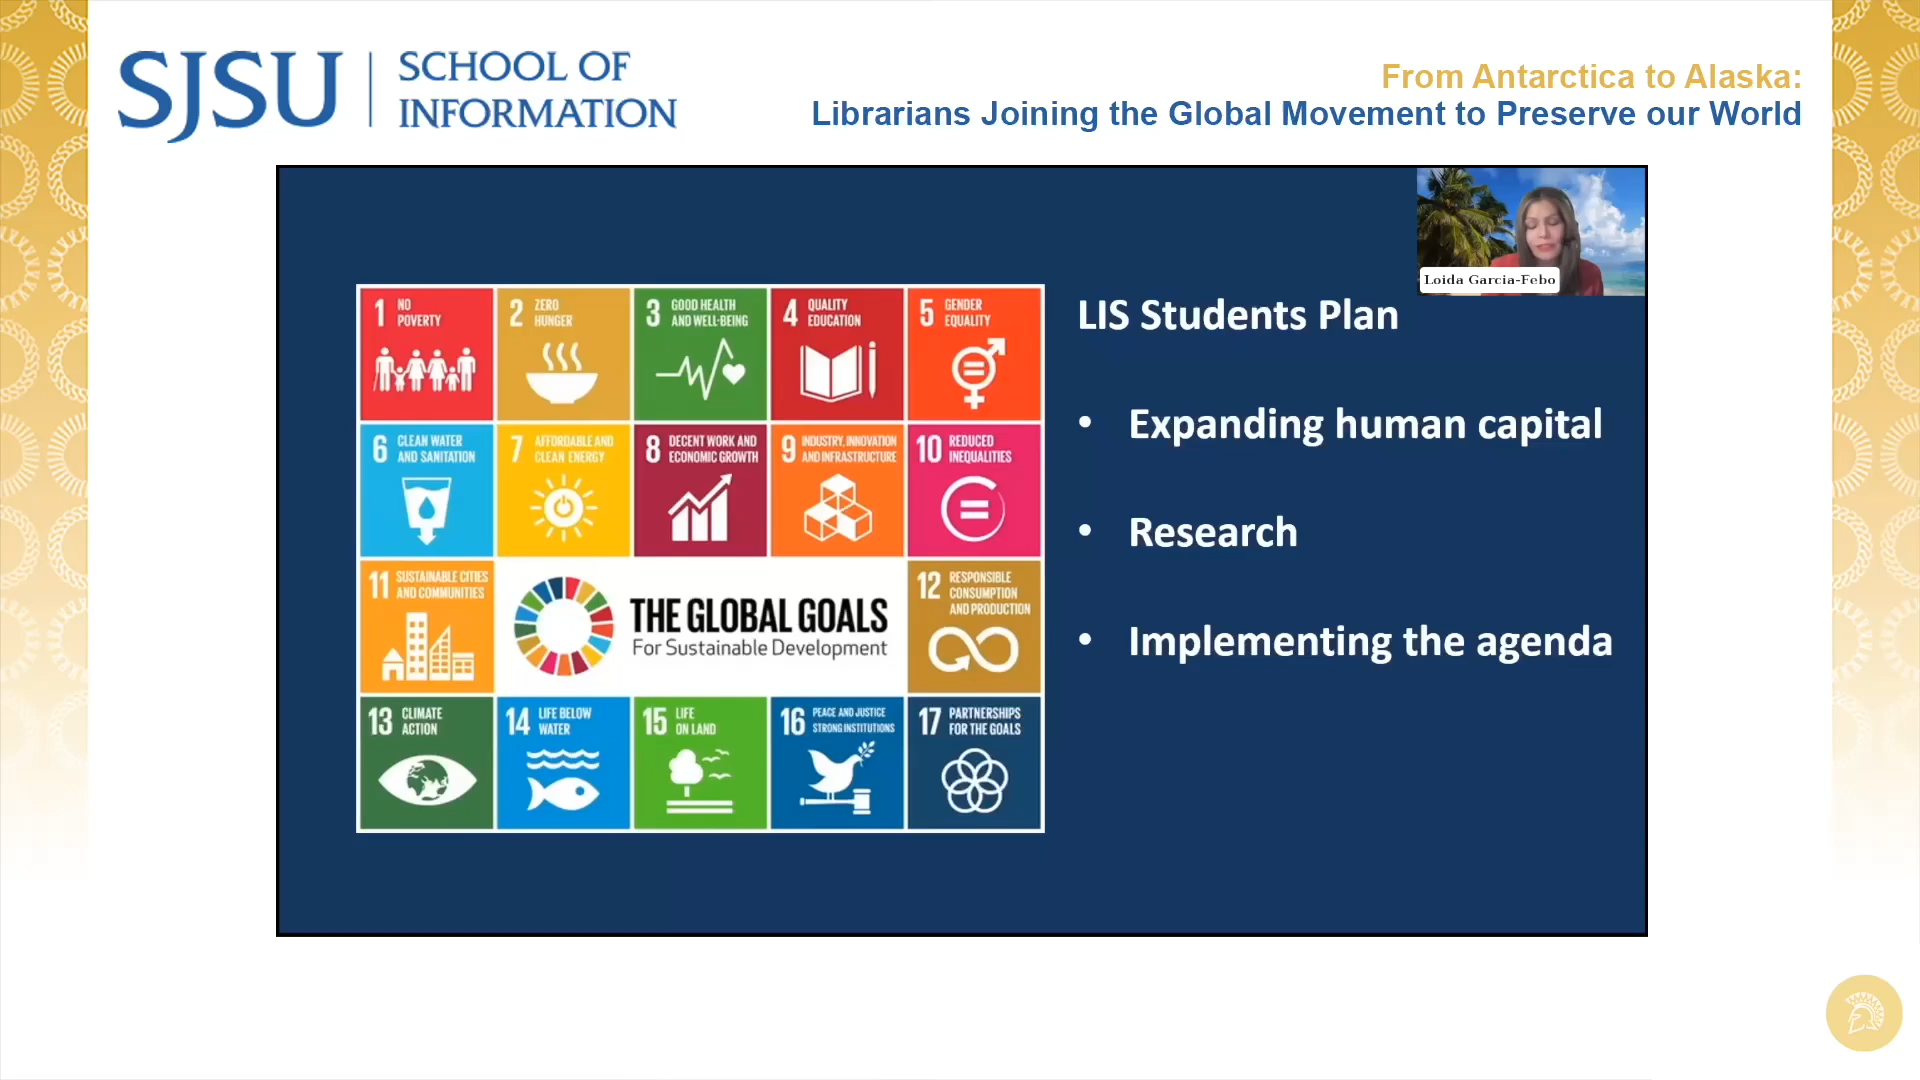 SJSU
SCHOOL OF
INFORMATION
From Antarctica to Alaska:
Librarians Joining the Global Movement to Preserve our World
Loida Garcia-Febo
1 NO
POVERTY
2 ZERO
HUNGER
3 GOOD HEALTH
AND WELL-BEING
4 QUALITY
EDUCATION
5 GENDER
EQUALITY
6 CLEAN WATER
AND SANITATION
7 AFFORDABLE AND
CLEAN ENERGY
8 DECENT WORK AND
ECONOMIC GROWTH
9 INDUSTRY, INNOVATION
AND INFRASTRUCTURE
10 REDUCED
INEQUALITIES
11 SUSTAINABLE CITIES
AND COMMUNITIES
THE GLOBAL GOALS
For Sustainable Development
12 RESPONSIBLE
CONSUMPTION
AND PRODUCTION
13 CLIMATE
ACTION
14 LIFE BELOW
WATER
15 LIFE
ON LAND
16 PEACE AND JUSTICE
STRONG INSTITUTIONS
17 PARTNERSHIPS
FOR THE GOALS
LIS Students Plan
• Expanding human capital
• Research
• Implementing the agenda